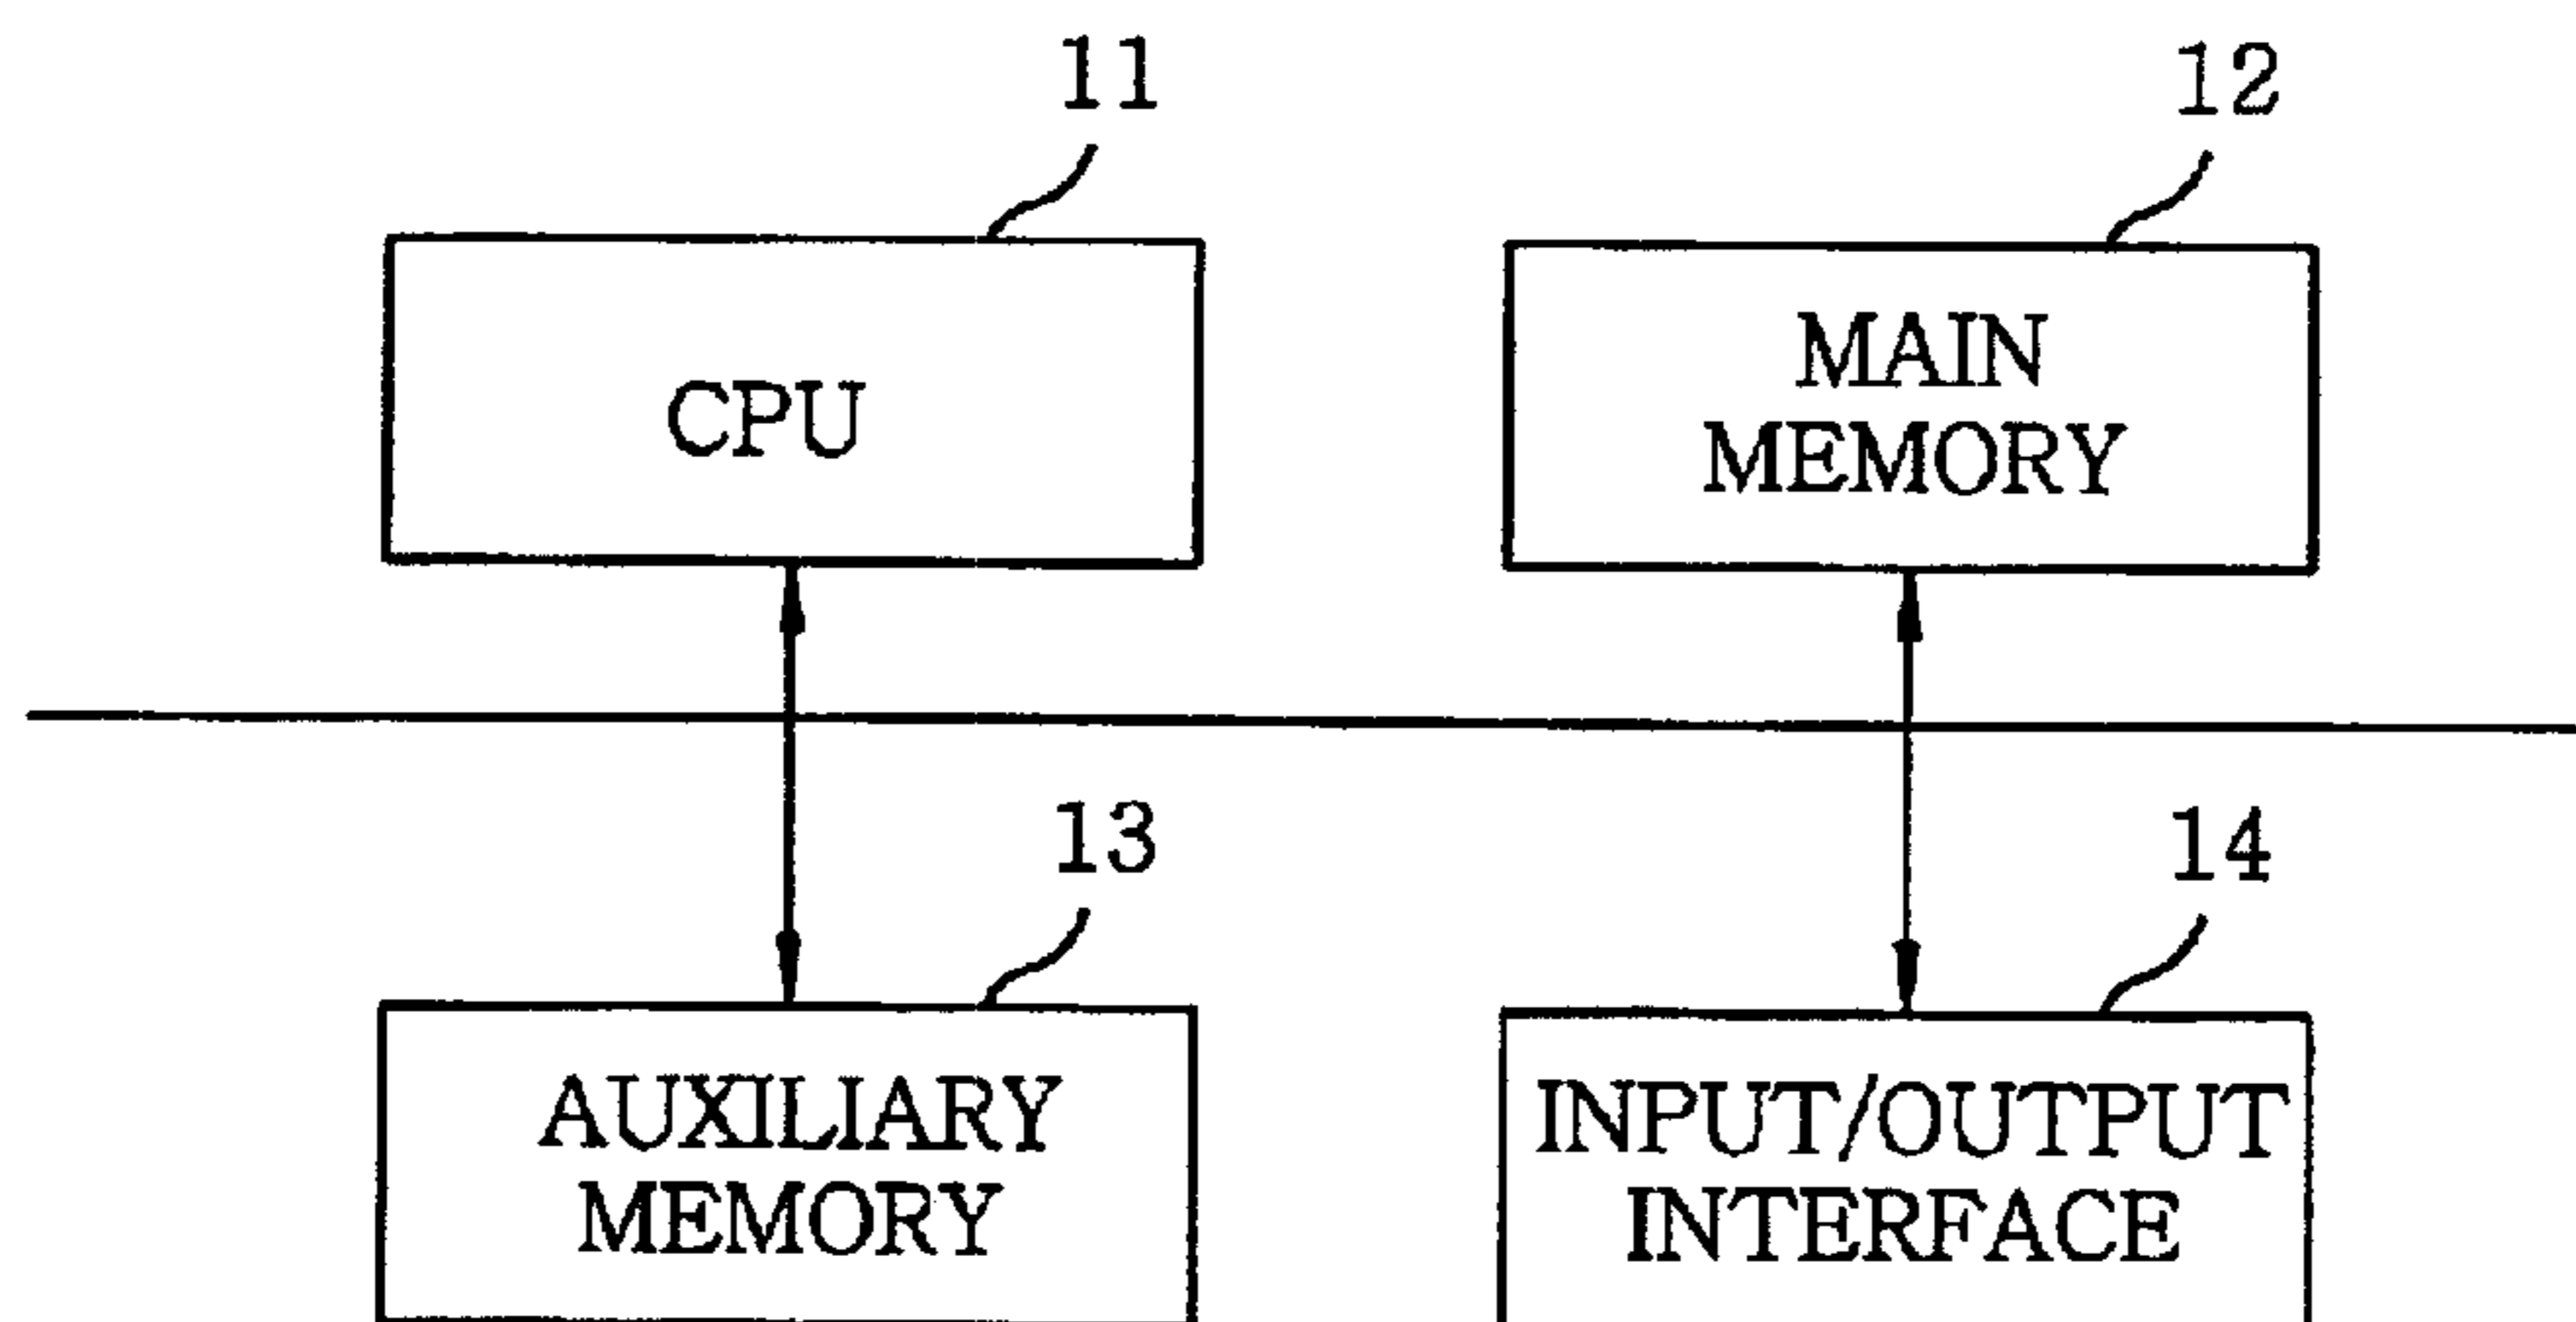 11
12
CPU
MAIN
MEMORY
13
14
AUXILIARY
MEMORY
INPUT/OUTPUT
INTERFACE